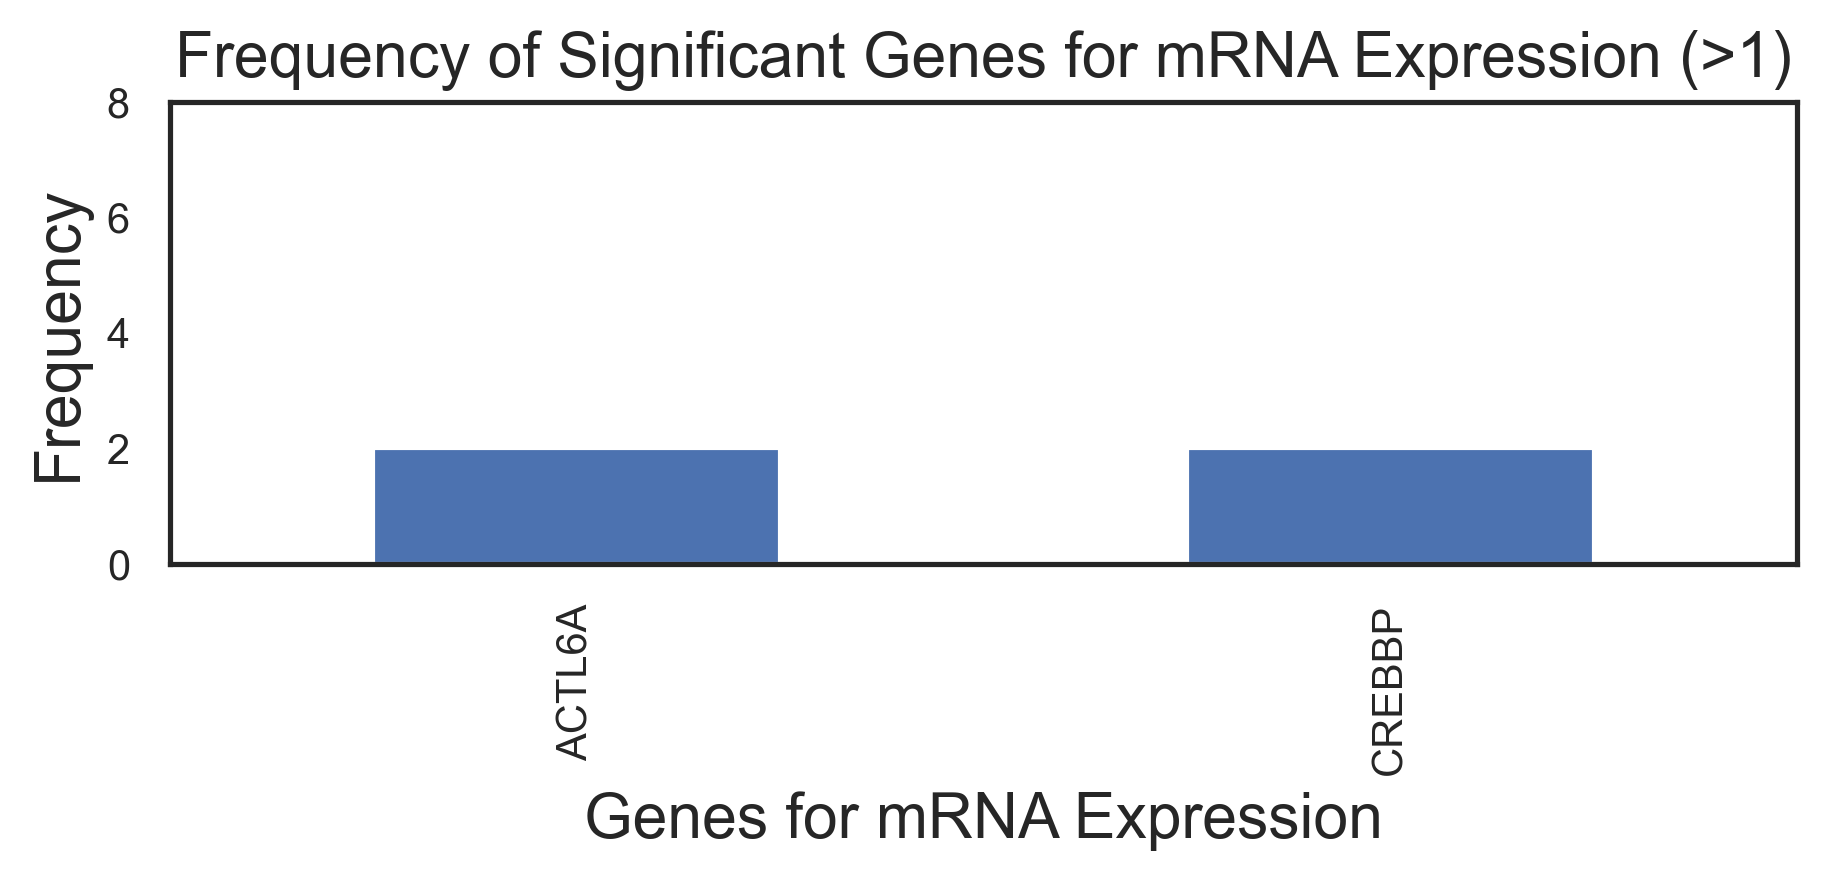 Frequency of Significant Genes for mRNA Expression (>1)
Frequency
8
6
4
2
0
ACTL6A
CREBBP
Genes for mRNA Expression